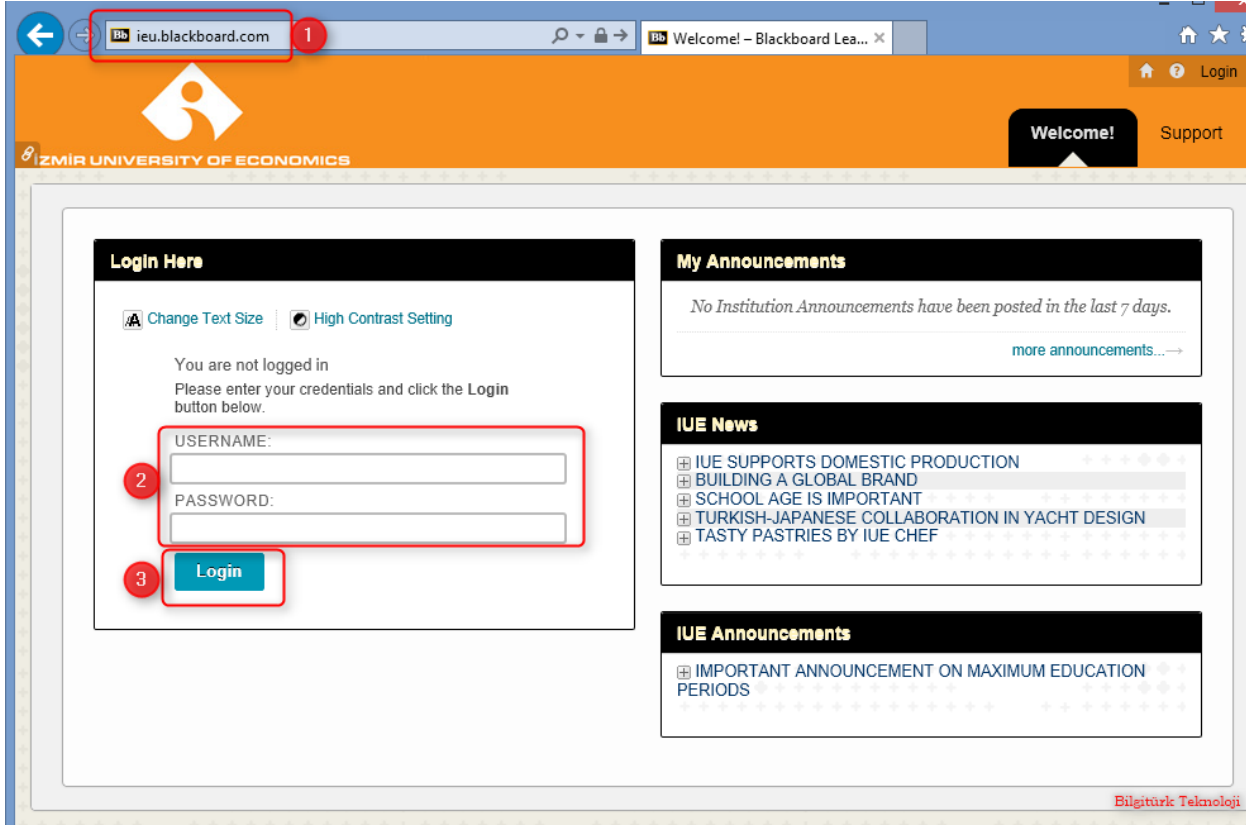 ieu.blackboard.com
1
Welcome! – Blackboard Lea...
Login
Welcome!
Support
İZMİR UNIVERSITY OF ECONOMICS
Login Here
Change Text Size
High Contrast Setting
You are not logged in
Please enter your credentials and click the Login
button below.
USERNAME:
2
PASSWORD:
3
Login
My Announcements
No Institution Announcements have been posted in the last 7 days.
more announcements...→
IUE News
IUE SUPPORTS DOMESTIC PRODUCTION
BUILDING A GLOBAL BRAND
SCHOOL AGE IS IMPORTANT
TURKISH-JAPANESE COLLABORATION IN YACHT DESIGN
TASTY PASTRIES BY IUE CHEF
IUE Announcements
IMPORTANT ANNOUNCEMENT ON MAXIMUM EDUCATION
PERIODS
Bilgitürk Teknoloji